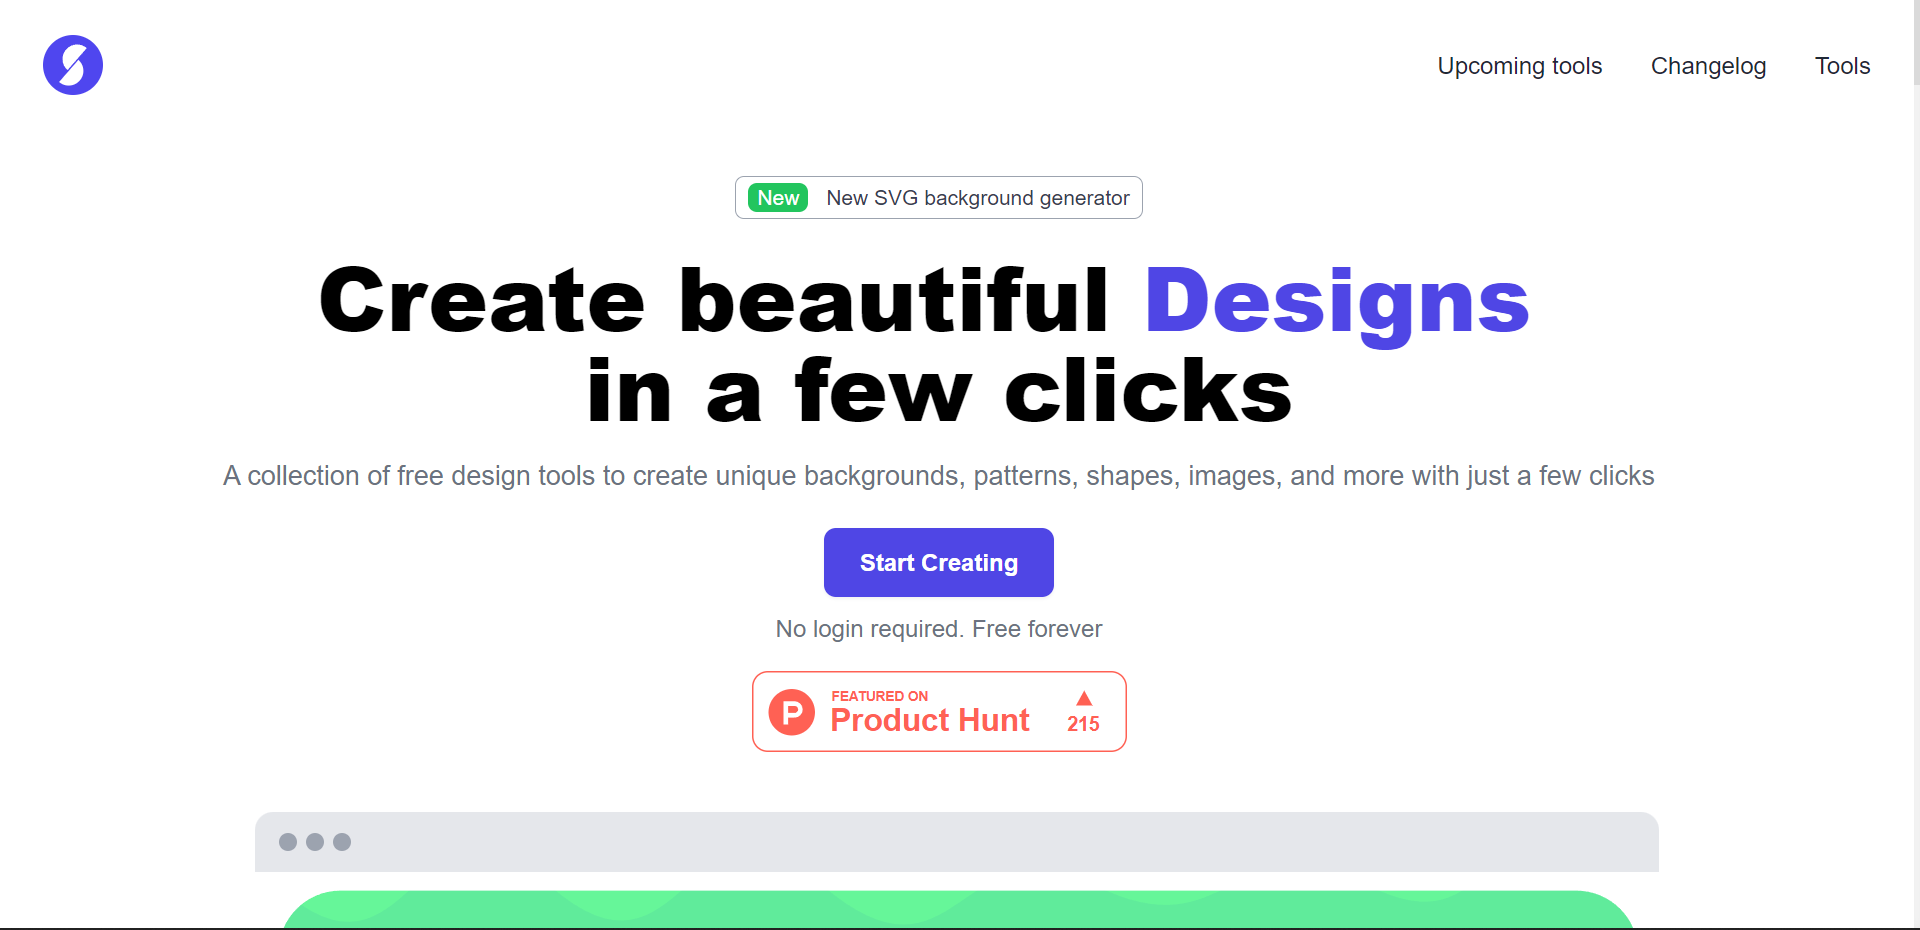 Upcoming tools Changelog Tools
New New SVG background generator
Create beautiful Designs
in a few clicks
A collection of free design tools to create unique backgrounds, patterns, shapes, images, and more with just a few clicks
Start Creating
No login required. Free forever
FEATURED ON
Product Hunt
215